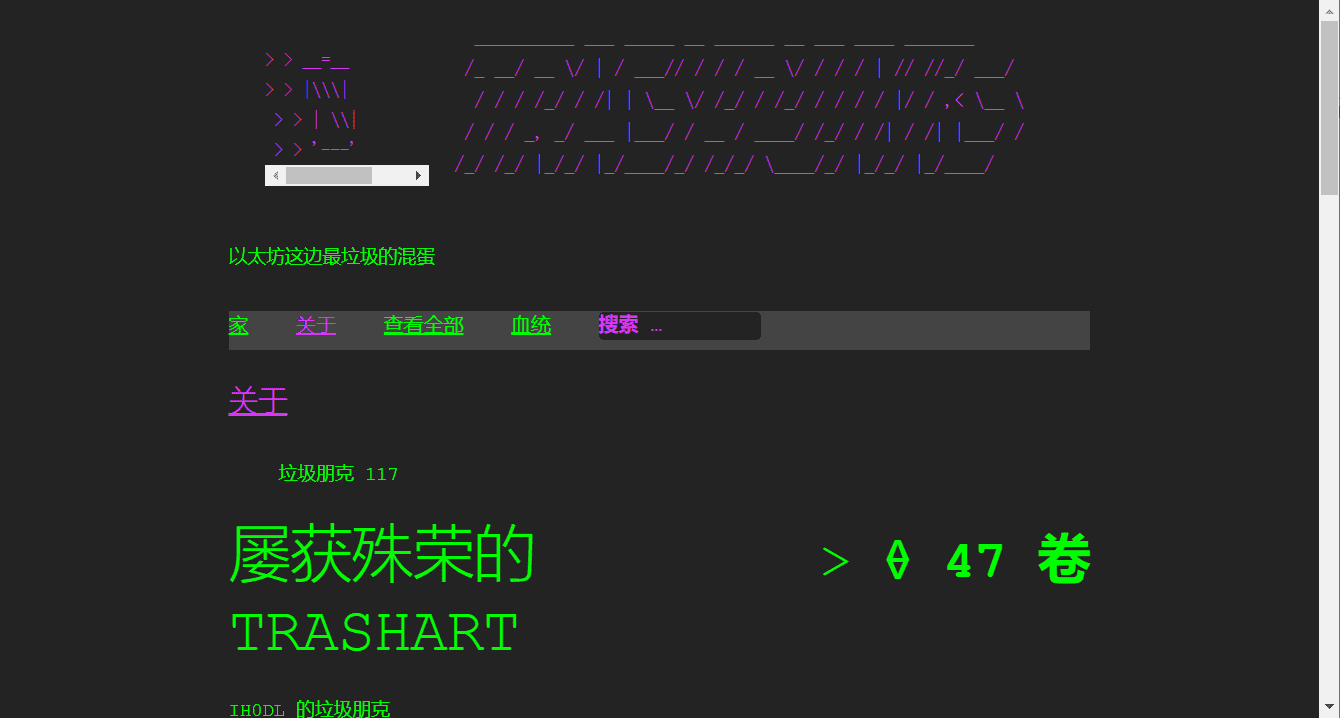 以太坊这边最垃圾的混蛋
家 关于 查看全部 血统 搜索 …
关于
垃圾朋克 117
屡获殊荣的
TRASHART
> ⟠ 47 卷
IHODL 的垃圾朋克